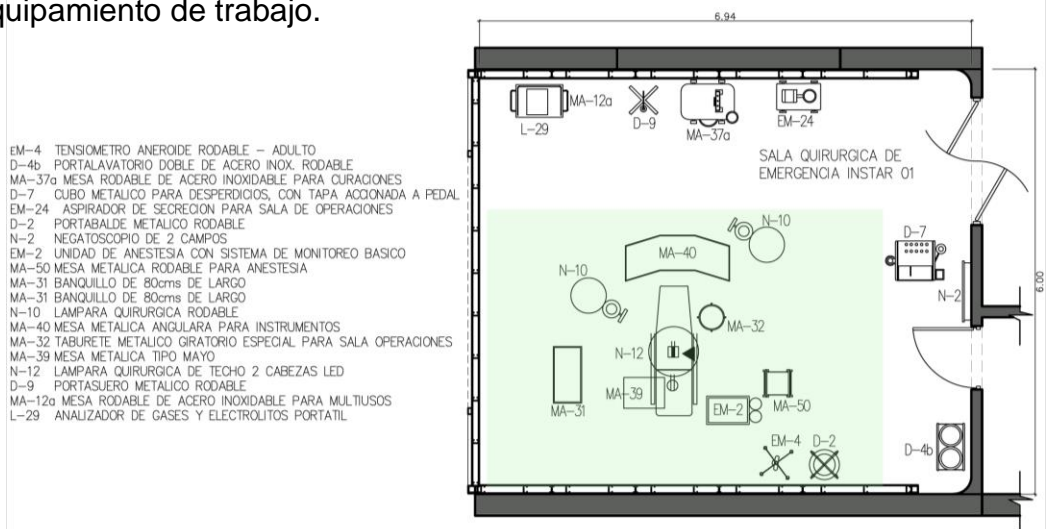 quipamiento de trabajo.
EM-4 TENSIOMETRO ANEROIDE RODABLE - ADULTO
D-4b PORTALAVATORIO DOBLE DE ACERO INOX. RODABLE
MA-37a MESA RODABLE DE ACERO INOXIDABLE PARA CURACIONES
D-7 CUBO METALICO PARA DESPERDICIOS, CON TAPA ACCIONADA A PEDAL
EM-24 ASPIRADOR DE SECRECION PARA SALA DE OPERACIONES
D-2 PORTABALDE METALICO RODABLE
N-2 NEGATOSCOPIO DE 2 CAMPOS
EM-2 UNIDAD DE ANESTESIA CON SISTEMA DE MONITOREO BASICO
MA-50 MESA METALICA RODABLE PARA ANESTESIA
MA-31 BANQUILLO DE 80cms DE LARGO
MA-31 BANQUILLO DE 80cms DE LARGO
N-10 LAMPARA QUIRURGICA RODABLE
MA-40 MESA METALICA ANGULARA PARA INSTRUMENTOS
MA-32 TABURETE METALICO GIRATORIO ESPECIAL PARA SALA OPERACIONES
MA-39 MESA METALICA TIPO MAYO
N-12 LAMPARA QUIRURGICA DE TECHO 2 CABEZAS LED
D-9 PORTASUERO METALICO RODABLE
MA-12a MESA RODABLE DE ACERO INOXIDABLE PARA MULTIUSOS
L-29 ANALIZADOR DE GASES Y ELECTROLITOS PORTATIL
6.94
MA-12a
L-29
D-9
MA-37a
EM-24
SALA QUIRURGICA DE
EMERGENCIA INSTAR 01
6.00
N-10
D-7
MA-40
N-10
N-2
MA-32
N-12
MA-39
MA-31
EM-2
MA-50
EM-4
D-2
D-4b